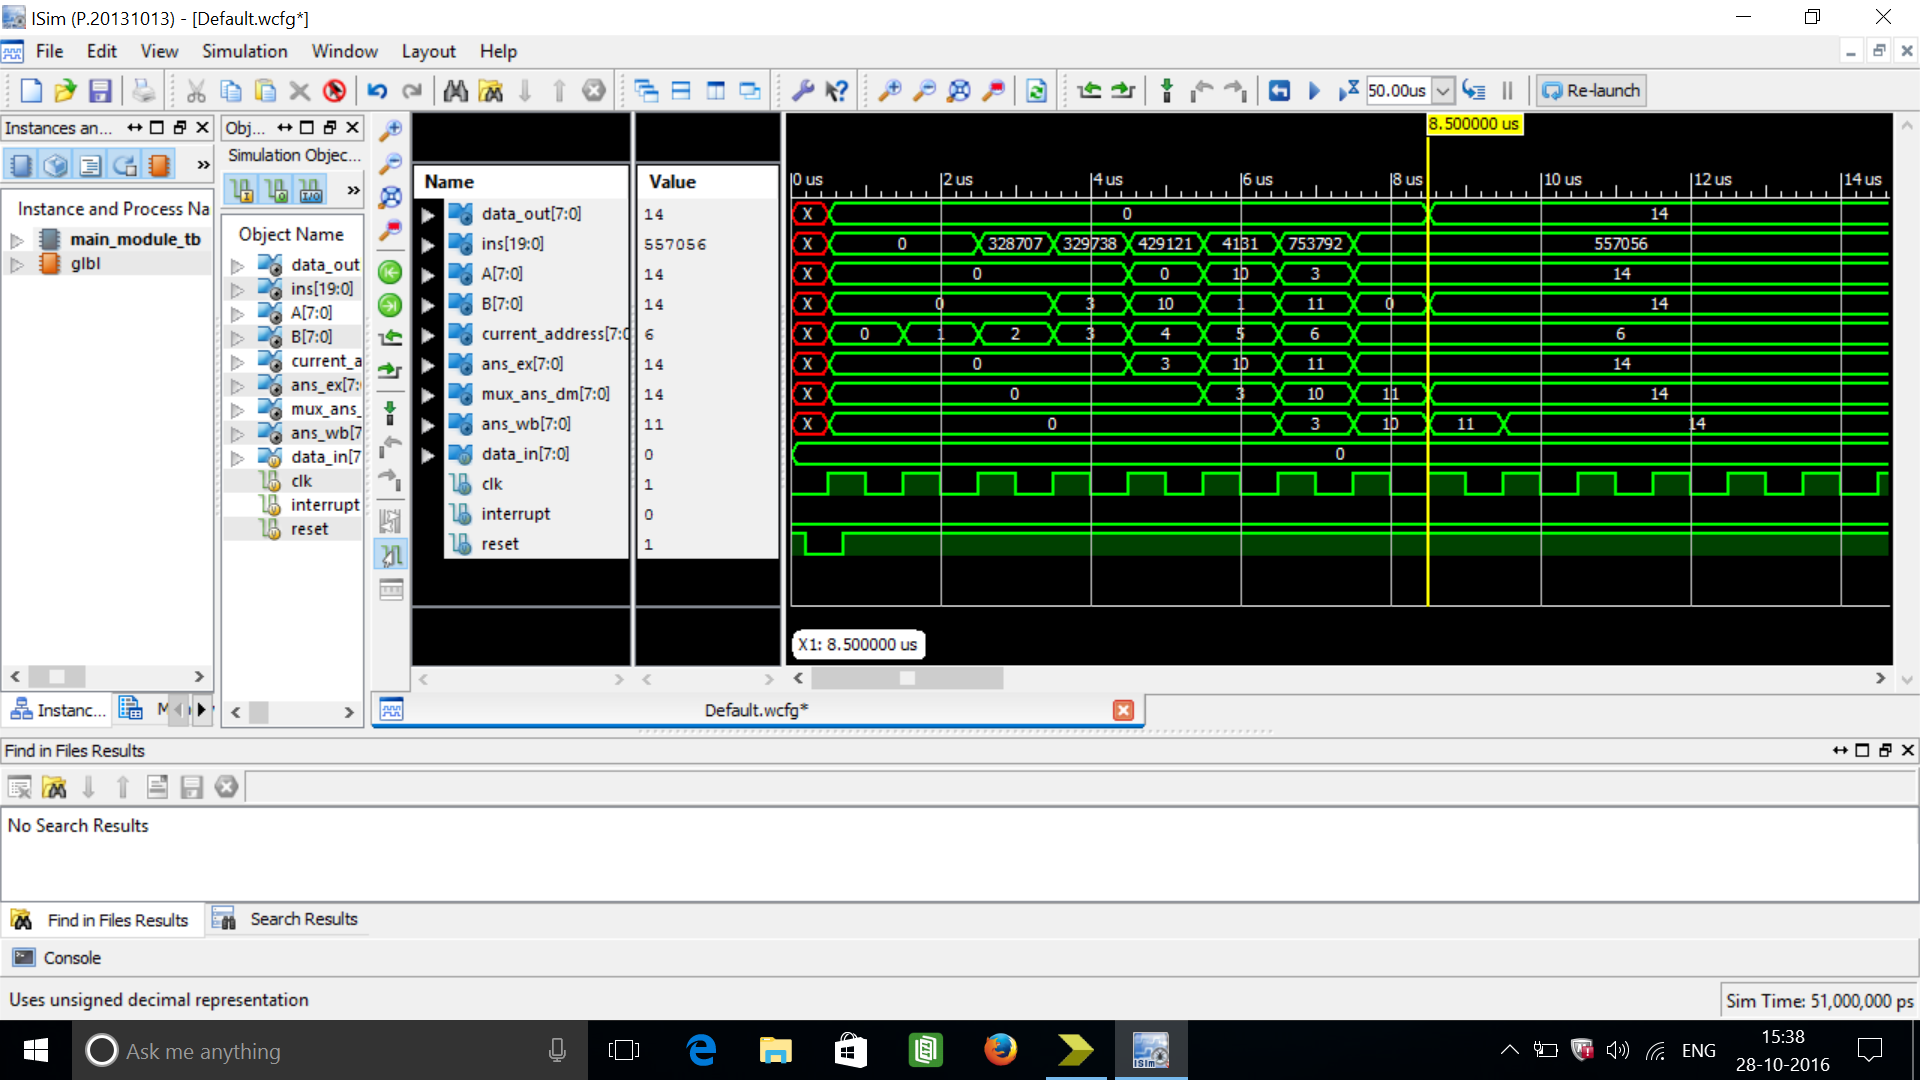 ISim (P.20131013) - [Default.wcfg*]
File Edit View Simulation Window Layout Help
50.00us Re-launch
Instances an...
Instance and Process Na
main_module_tb
glbl
Instanc...
Obj...
Simulation Objec...
Object Name
data_out
ins[19:0]
A[7:0]
B[7:0]
current_a
ans_ex[7:
mux_ans_
ans_wb[7
data_in[7
clk
interrupt
reset
Name Value
data_out[7:0] 14
ins[19:0] 557056
A[7:0] 14
B[7:0] 14
current_address[7:0 6
ans_ex[7:0] 14
mux_ans_dm[7:0] 14
ans_wb[7:0] 11
data_in[7:0] 0
clk 1
interrupt 0
reset 1
8.500000 us
0 us 2 us 4 us 6 us 8 us 10 us 12 us 14 us
X 0 14
X 0 328707 329738 429121 4131 753792 557056
X 0 0 10 3 14
X 0 3 10 1 11 0 14
X 0 1 2 3 4 5 6 6
X 0 3 10 11 14
X 0 3 10 11 14
X 0 3 10 11 14
0
X1: 8.500000 us
Default.wcfg*
Find in Files Results
No Search Results
Find in Files Results Search Results
Console
Uses unsigned decimal representation
Sim Time: 51,000,000 ps
Ask me anything
ISim
ENG
15:38
28-10-2016